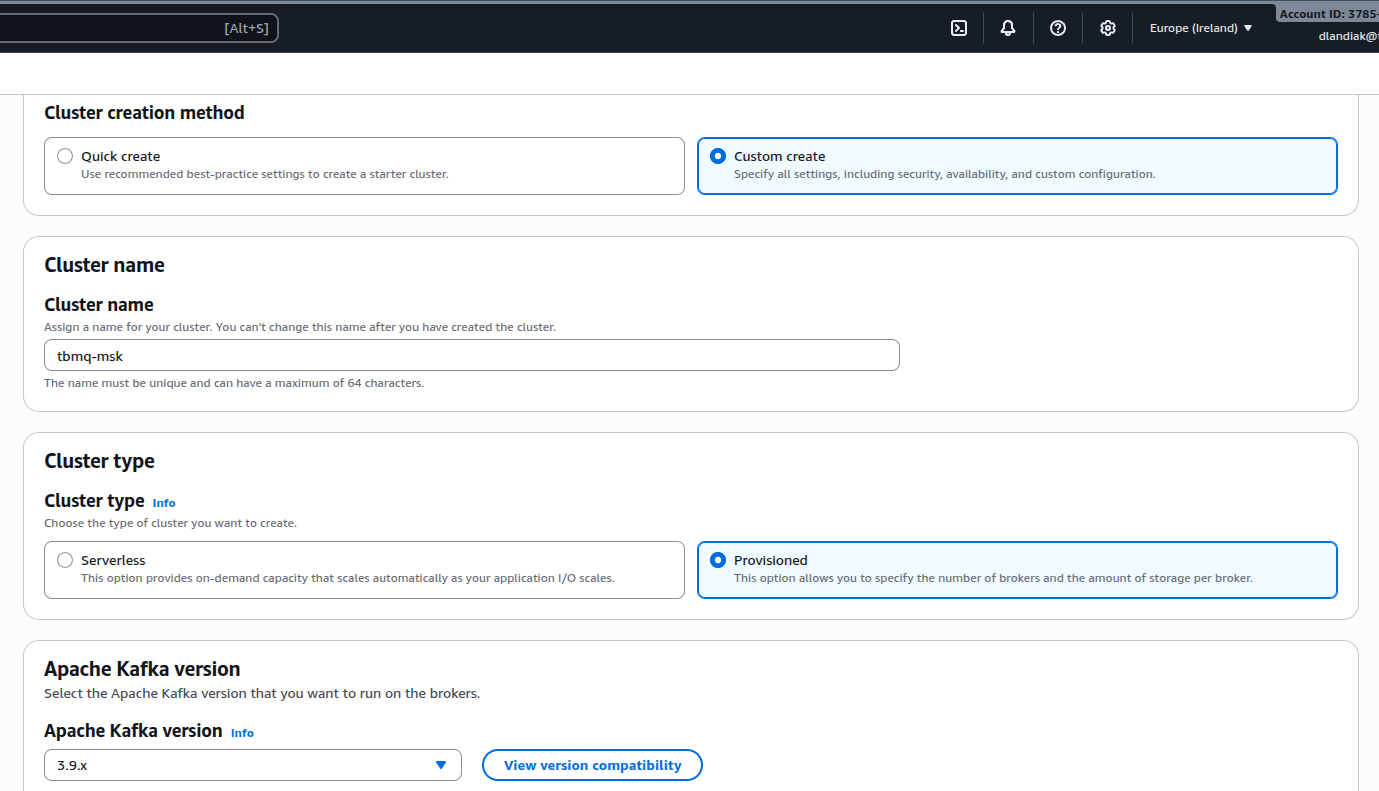 [Alt+S]
Europe (Ireland)
Account ID: 3785-
dlandiak@
Cluster creation method
Quick create
Use recommended best-practice settings to create a starter cluster.
Custom create
Specify all settings, including security, availability, and custom configuration.
Cluster name
Cluster name
Assign a name for your cluster. You can't change this name after you have created the cluster.
tbmq-msk
The name must be unique and can have a maximum of 64 characters.
Cluster type
Cluster type Info
Choose the type of cluster you want to create.
Serverless
This option provides on-demand capacity that scales automatically as your application I/O scales.
Provisioned
This option allows you to specify the number of brokers and the amount of storage per broker.
Apache Kafka version
Select the Apache Kafka version that you want to run on the brokers.
Apache Kafka version Info
3.9.x
View version compatibility